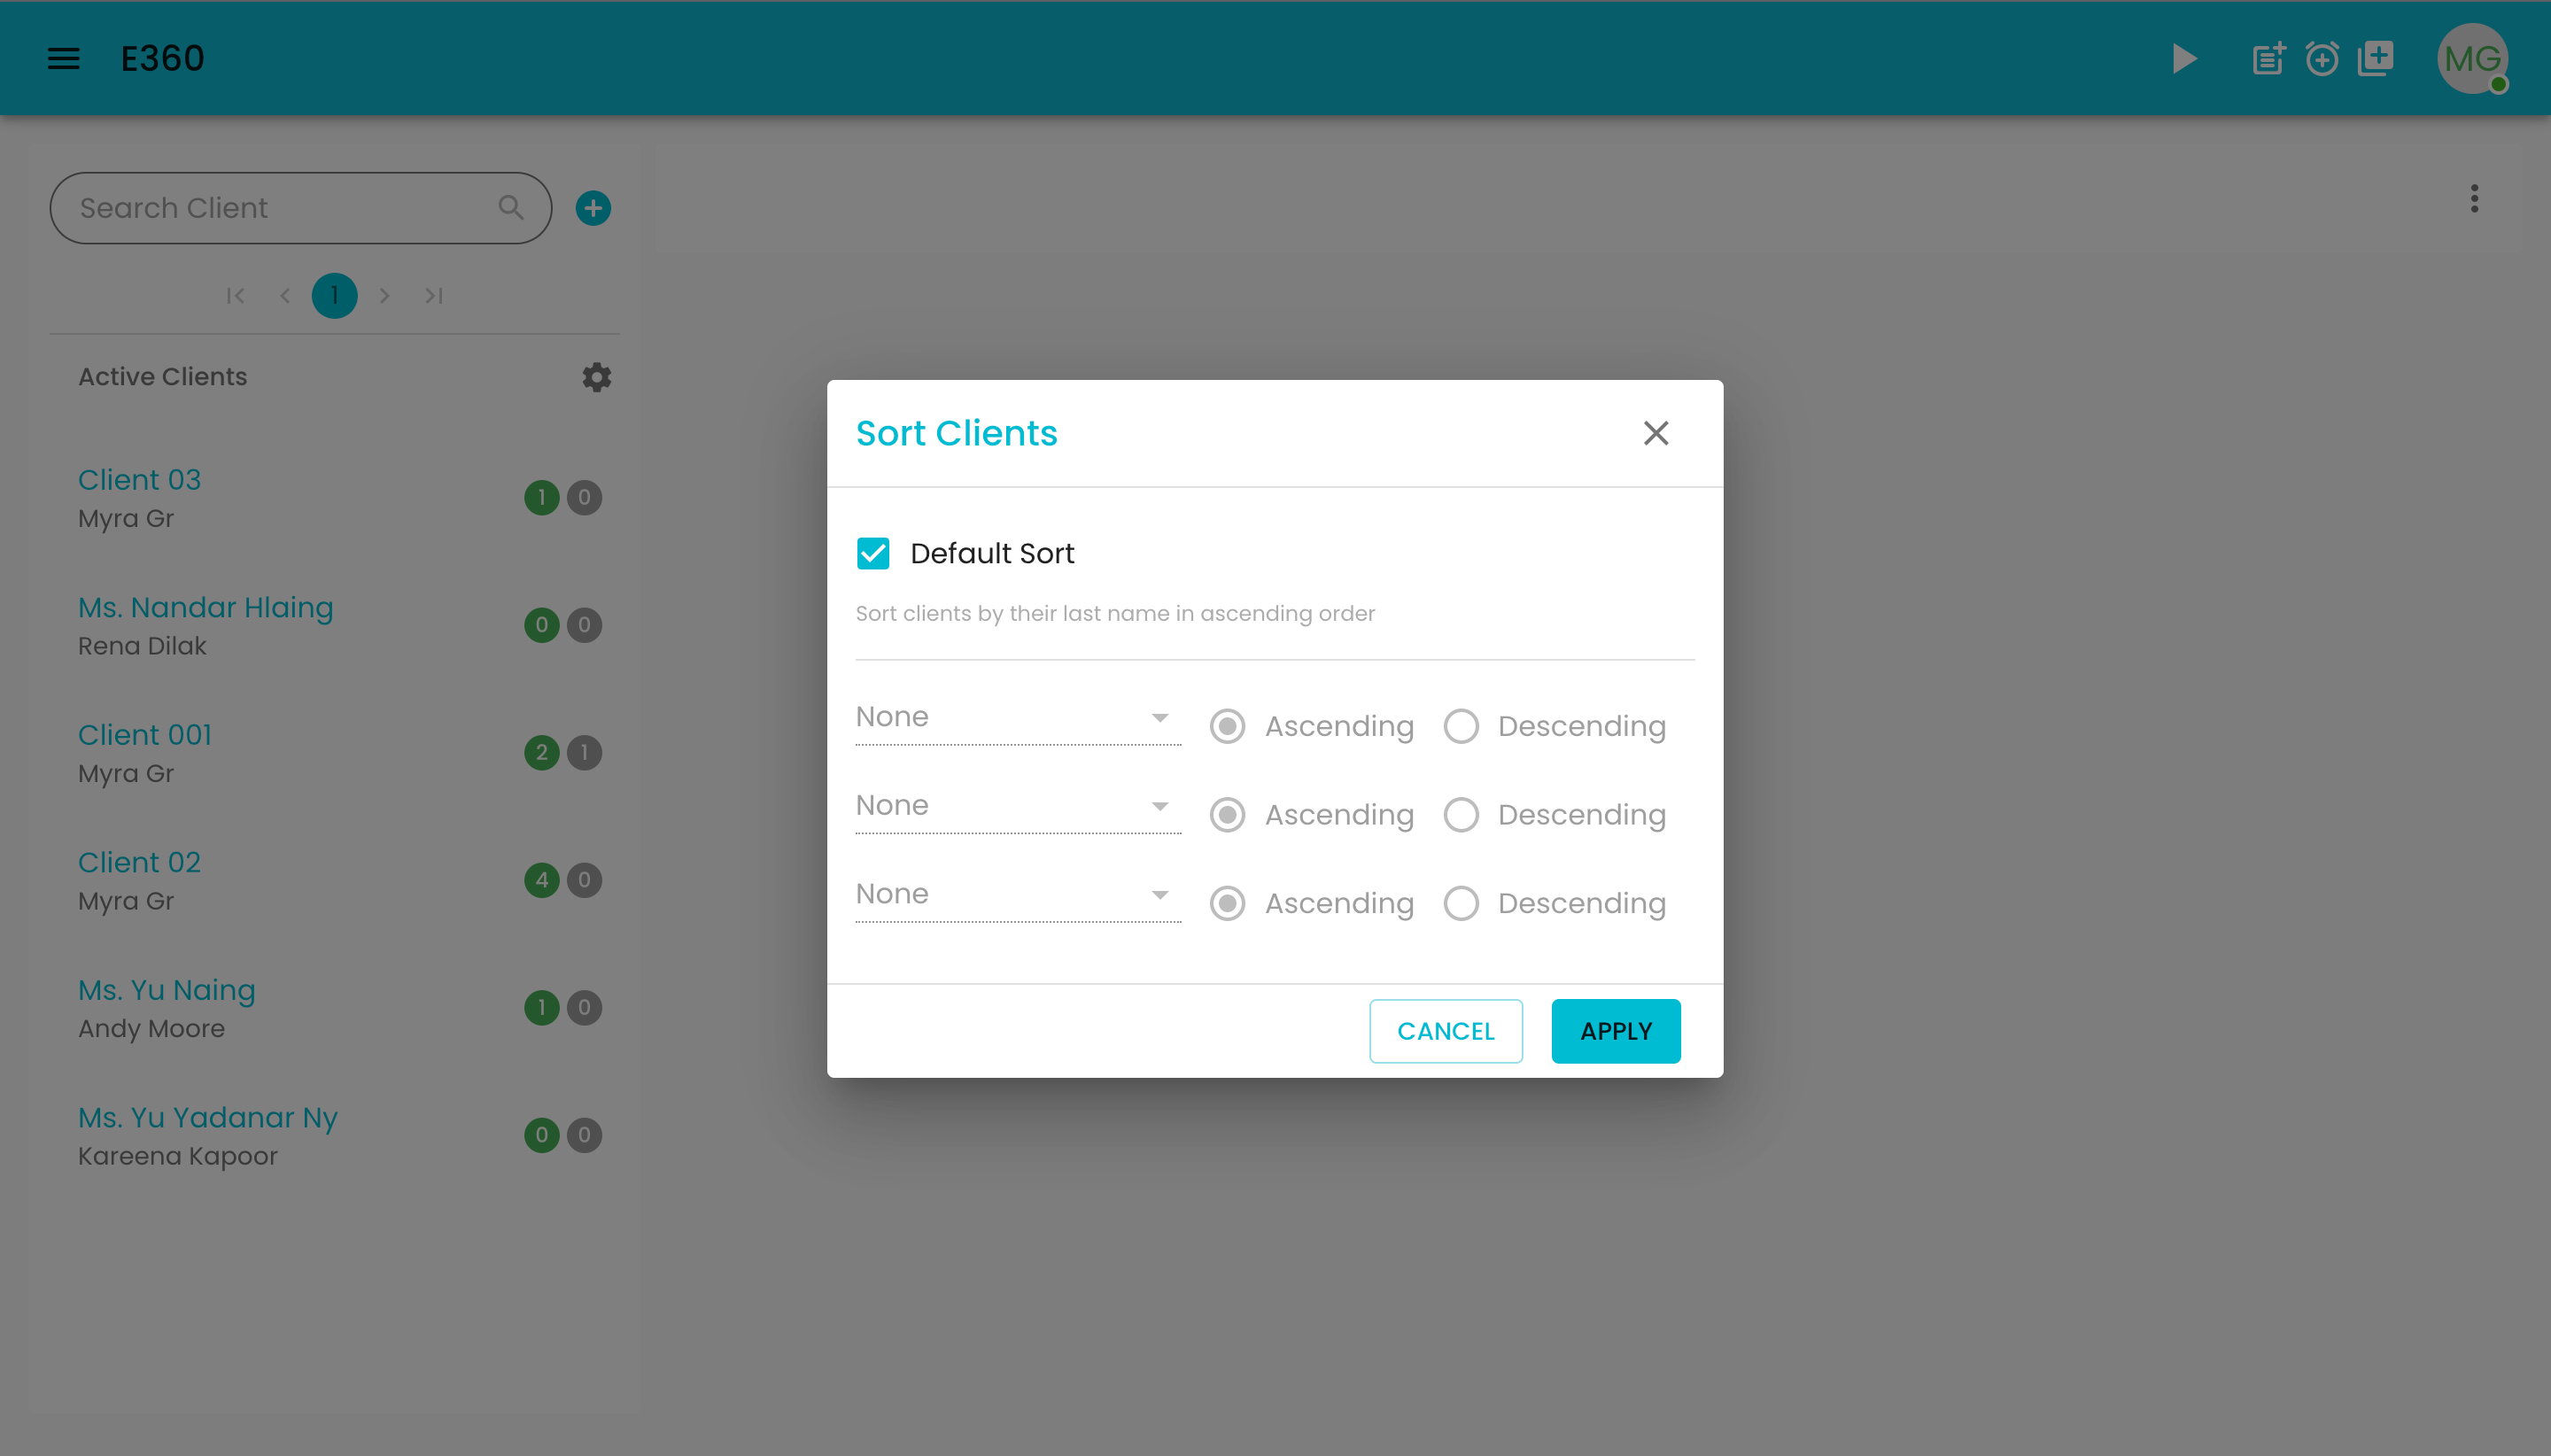 E360
MG
Search Client
1
Active Clients
Client 03
Myra Gr
1 0
Ms. Nandar Hlaing
Rena Dilak
0 0
Client 001
Myra Gr
2 1
Client 02
Myra Gr
4 0
Ms. Yu Naing
Andy Moore
1 0
Ms. Yu Yadanar Ny
Kareena Kapoor
0 0
Sort Clients
Default Sort
Sort clients by their last name in ascending order
None Ascending Descending
None Ascending Descending
None Ascending Descending
CANCEL APPLY